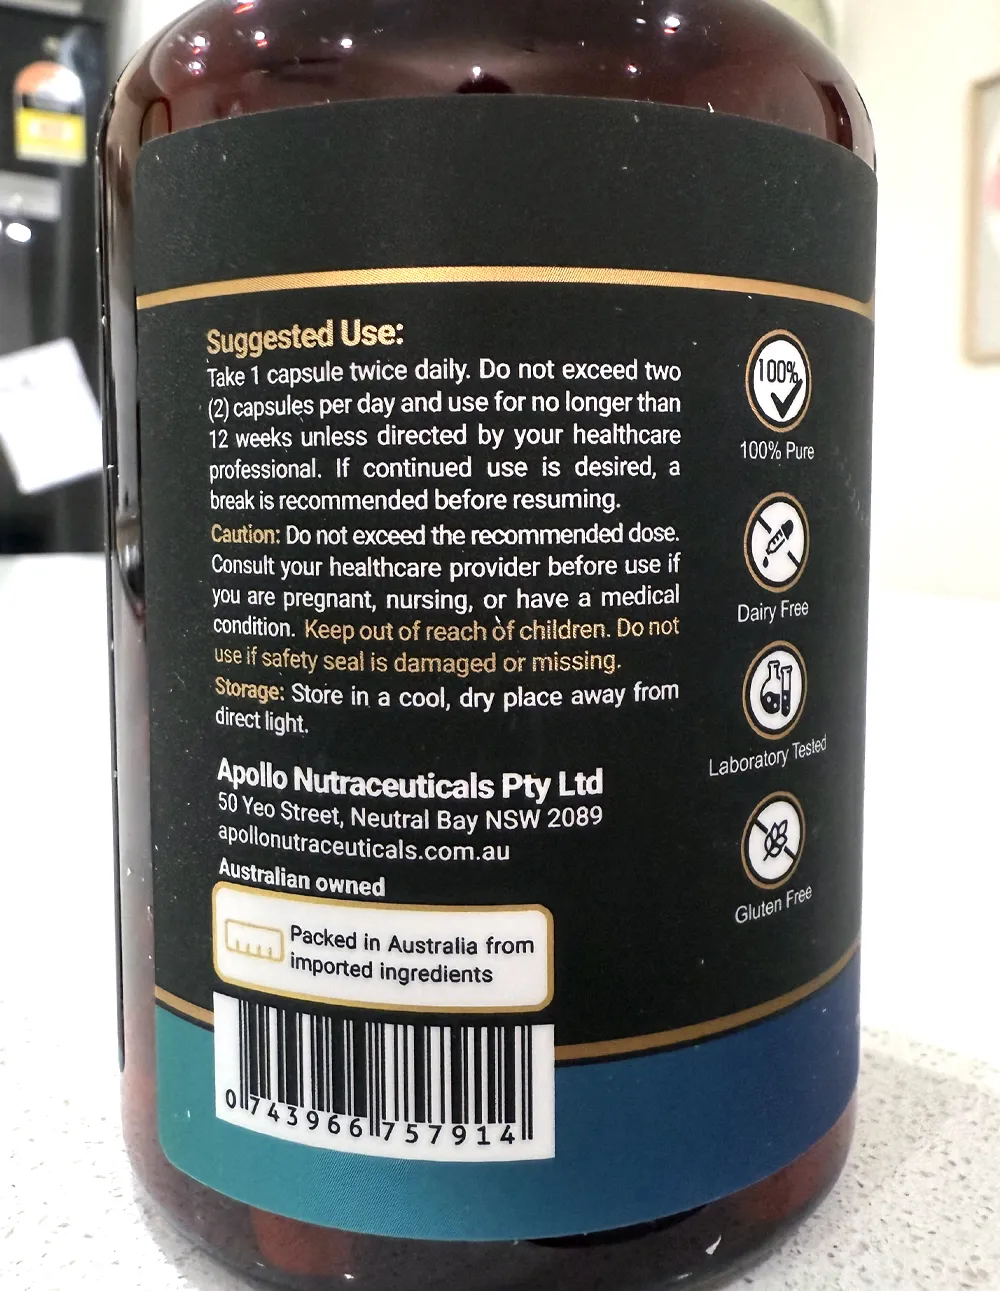 Suggested Use:
Take 1 capsule twice daily. Do not exceed two
(2) capsules per day and use for no longer than
12 weeks unless directed by your healthcare
professional. If continued use is desired, a
break is recommended before resuming.
Caution: Do not exceed the recommended dose.
Consult your healthcare provider before use if
you are pregnant, nursing, or have a medical
condition. Keep out of reach of children. Do not
use if safety seal is damaged or missing.
Storage: Store in a cool, dry place away from
direct light.
Apollo Nutraceuticals Pty Ltd
50 Yeo Street, Neutral Bay NSW 2089
apollonutraceuticals.com.au
Australian owned
Packed in Australia from
imported ingredients
0 743966 757914
100%
100% Pure
Dairy Free
Laboratory Tested
Gluten Free